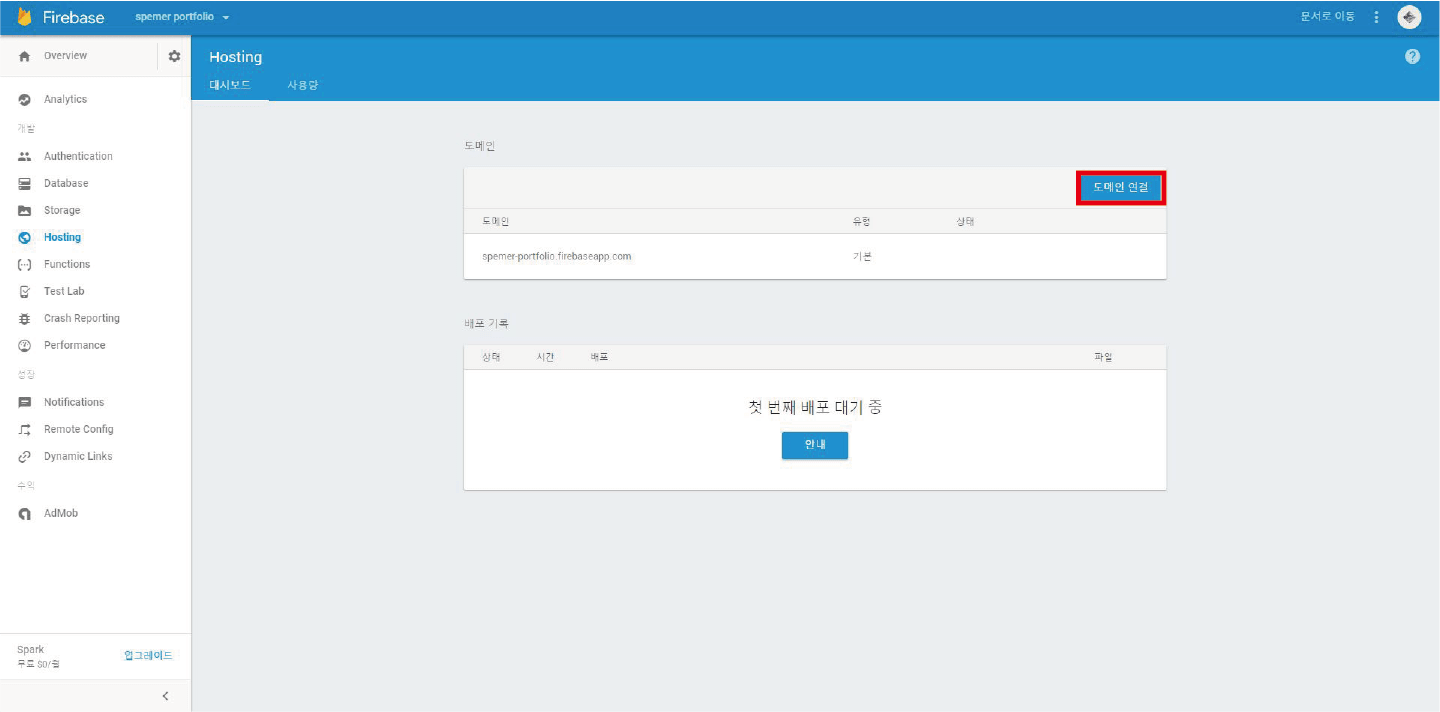 Firebase
spemer portfolio
문서로 이동
Overview
Analytics
개발
Authentication
Database
Storage
Hosting
Functions
Test Lab
Crash Reporting
Performance
성장
Notifications
Remote Config
Dynamic Links
수익
AdMob
Spark
무료 $0/월
업그레이드
Hosting
?
대시보드 사용량
도메인
도메인 연결
도메인 유형 상태
spemer-portfolio.firebaseapp.com 기본
배포 기록
상태 시간 배포 파일
첫 번째 배포 대기 중
안내